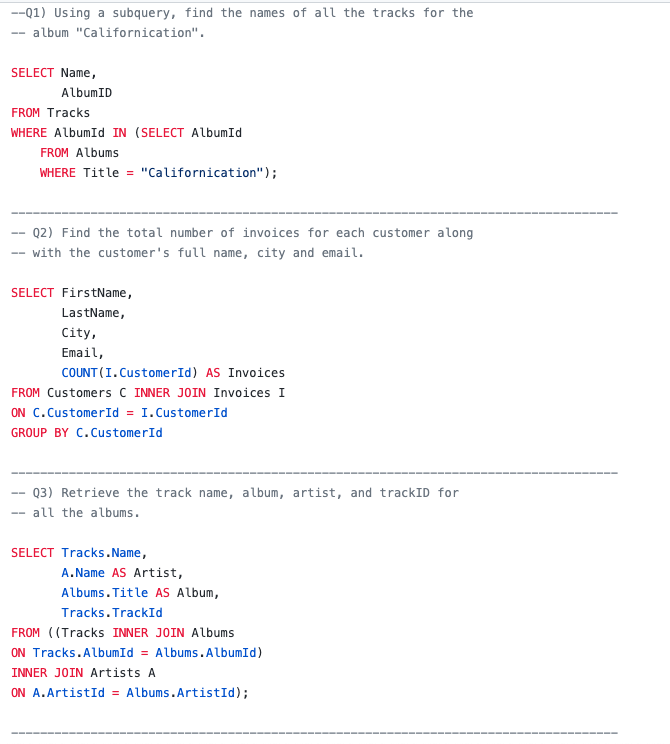 --Q1) Using a subquery, find the names of all the tracks for the
-- album "Californication".
SELECT Name,
AlbumID
FROM Tracks
WHERE AlbumId IN (SELECT AlbumId
FROM Albums
WHERE Title = "Californication");
------------------------------------------------------------------------------------
-- Q2) Find the total number of invoices for each customer along
-- with the customer's full name, city and email.
SELECT FirstName,
LastName,
City,
Email,
COUNT(I.CustomerId) AS Invoices
FROM Customers C INNER JOIN Invoices I
ON C.CustomerId = I.CustomerId
GROUP BY C.CustomerId
------------------------------------------------------------------------------------
-- Q3) Retrieve the track name, album, artist, and trackID for
-- all the albums.
SELECT Tracks.Name,
A.Name AS Artist,
Albums.Title AS Album,
Tracks.TrackId
FROM ((Tracks INNER JOIN Albums
ON Tracks.AlbumId = Albums.AlbumId)
INNER JOIN Artists A
ON A.ArtistId = Albums.ArtistId);
------------------------------------------------------------------------------------